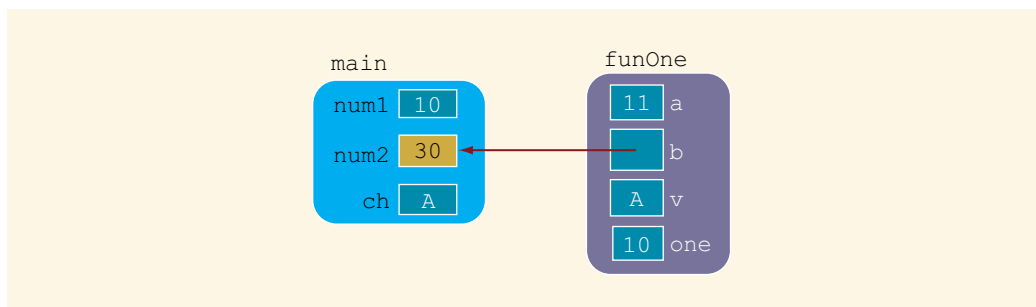 main
num1 10
num2 30
ch A
funOne
11 a
b
A v
10 one